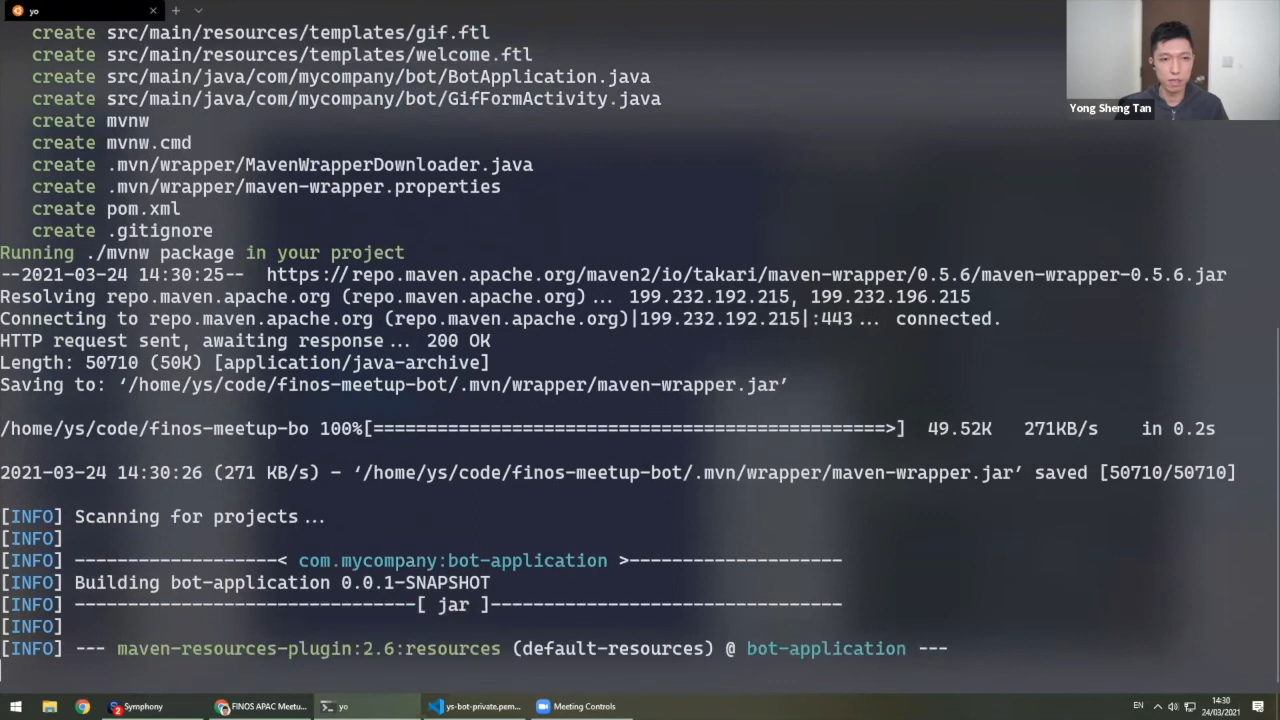 yo
create src/main/resources/templates/gif.ftl
create src/main/resources/templates/welcome.ftl
create src/main/java/com/mycompany/bot/BotApplication.java
create src/main/java/com/mycompany/bot/GifFormActivity.java
create mvnw
create mvnw.cmd
create .mvn/wrapper/MavenWrapperDownloader.java
create .mvn/wrapper/maven-wrapper.properties
create pom.xml
create .gitignore
Running ./mvnw package in your project
--2021-03-24 14:30:25-- https://repo.maven.apache.org/maven2/io/takari/maven-wrapper/0.5.6/maven-wrapper-0.5.6.jar
Resolving repo.maven.apache.org (repo.maven.apache.org)... 199.232.192.215, 199.232.196.215
Connecting to repo.maven.apache.org (repo.maven.apache.org)|199.232.192.215|:443... connected.
HTTP request sent, awaiting response... 200 OK
Length: 50710 (50K) [application/java-archive]
Saving to: ‘/home/ys/code/finos-meetup-bot/.mvn/wrapper/maven-wrapper.jar’
/home/ys/code/finos-meetup-bo 100%[================================================>] 49.52K 271KB/s in 0.2s
2021-03-24 14:30:26 (271 KB/s) - ‘/home/ys/code/finos-meetup-bot/.mvn/wrapper/maven-wrapper.jar’ saved [50710/50710]
[INFO] Scanning for projects...
[INFO]
[INFO] -------------------< com.mycompany:bot-application >--------------------
[INFO] Building bot-application 0.0.1-SNAPSHOT
[INFO] --------------------------------[ jar ]---------------------------------
[INFO]
[INFO] --- maven-resources-plugin:2.6:resources (default-resources) @ bot-application ---
Yong Sheng Tan
2 Symphony
FINOS APAC Meetu...
yo
ys-bot-private.pem...
Meeting Controls
EN
14:30
24/03/2021